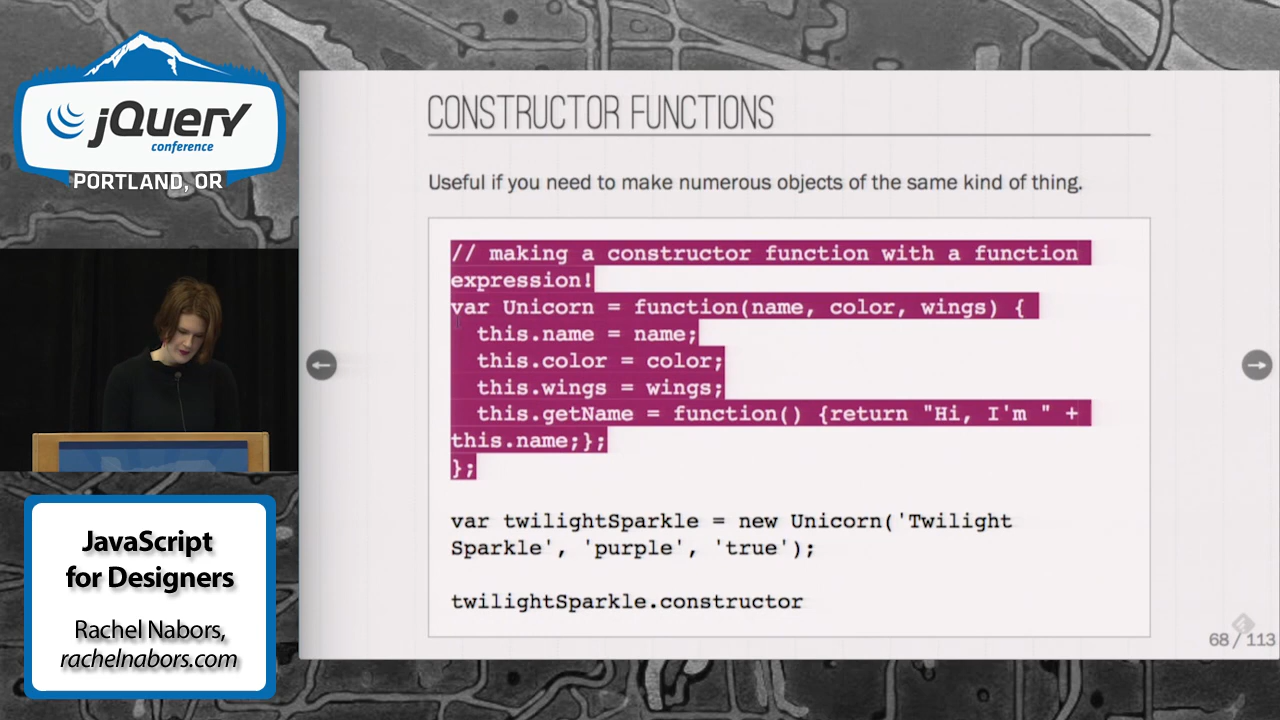 jQuery
conference
PORTLAND, OR
CONSTRUCTOR FUNCTIONS
Useful if you need to make numerous objects of the same kind of thing.
// making a constructor function with a function
expression!
var Unicorn = function(name, color, wings) {
  this.name = name;
  this.color = color;
  this.wings = wings;
  this.getName = function() {return "Hi, I'm " +
this.name;};
};
var twilightSparkle = new Unicorn('Twilight
Sparkle', 'purple', 'true');
twilightSparkle.constructor
68 / 113
JavaScript
for Designers
Rachel Nabors,
rachelnabors.com